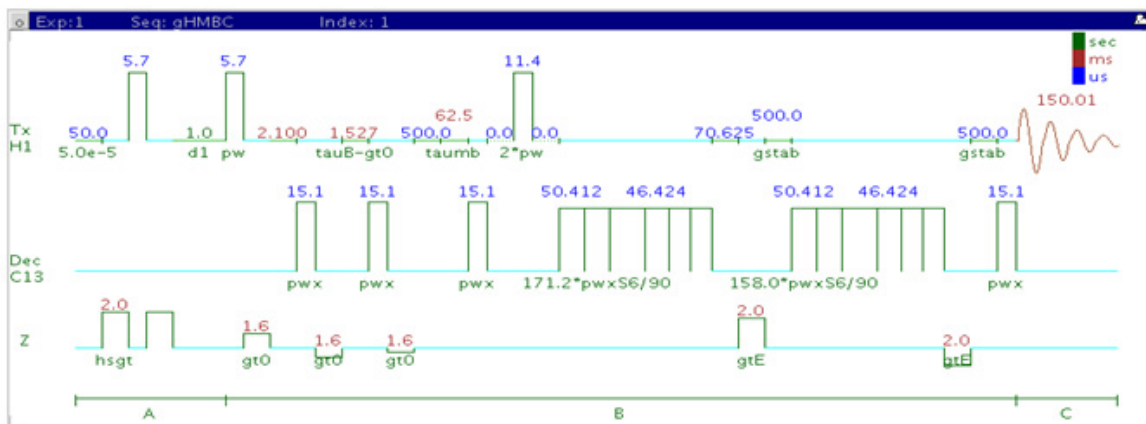 Exp:1 Seq: gHMBC Index: 1
sec
ms
us
5.7 5.7 11.4 150.01
62.5 500.0
Tx 50.0 1.0 2.100 1.527 500.0 0.0 0.0 70.625 500.0
H1 5.0e-5 d1 pw tauB-gt0 taumb 2*pw gstab gstab
15.1 15.1 15.1 50.412 46.424 50.412 46.424 15.1
Dec
C13 pwx pwx pwx 171.2*pwxS6/90 158.0*pwxS6/90 pwx
2.0 1.6 1.6 1.6 2.0 2.0
Z
hsgt gt0 gt0 gt0 gtE gtE
A B C